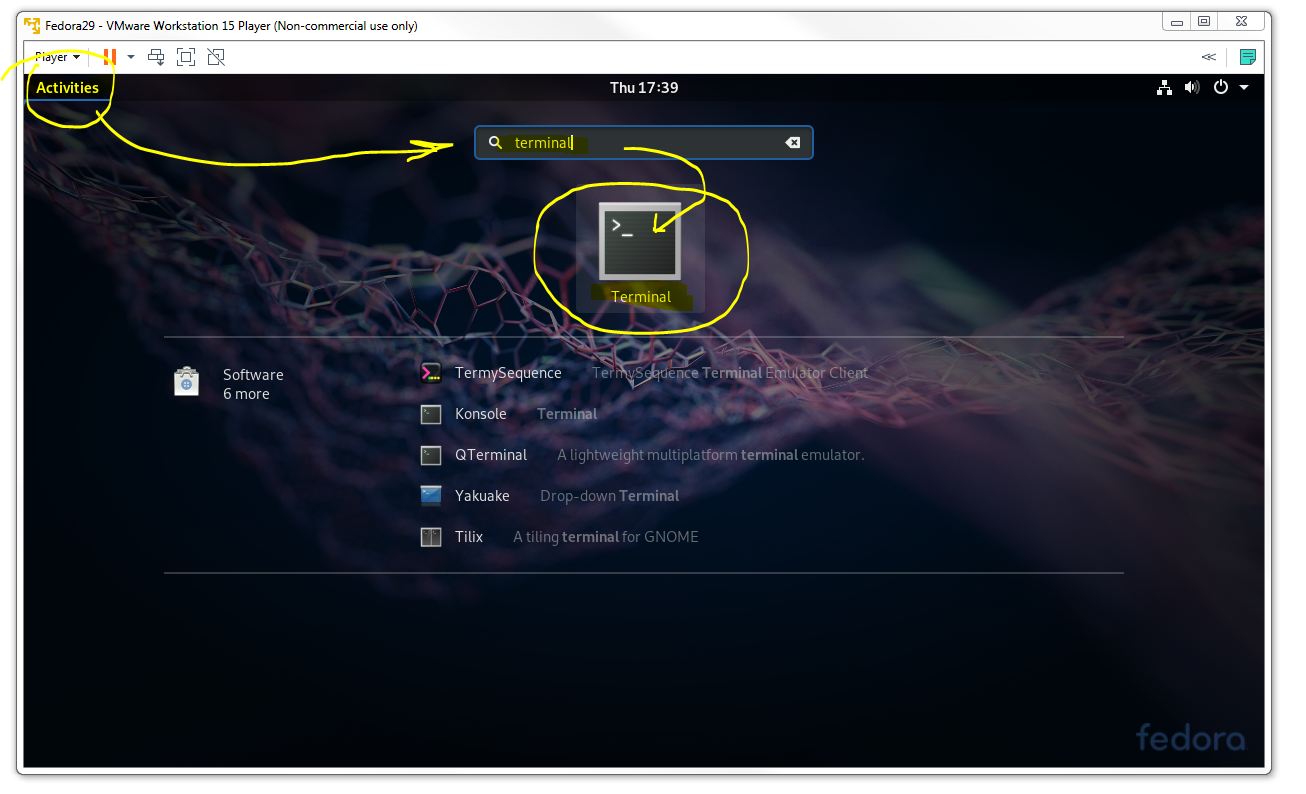 Fedora29 - VMware Workstation 15 Player (Non-commercial use only)
Player
Activities
Thu 17:39
terminal
>_
Terminal
Software
6 more
TermySequence TermySequence Terminal Emulator Client
Konsole Terminal
QTerminal A lightweight multiplatform terminal emulator.
Yakuake Drop-down Terminal
Tilix A tiling terminal for GNOME
fedora